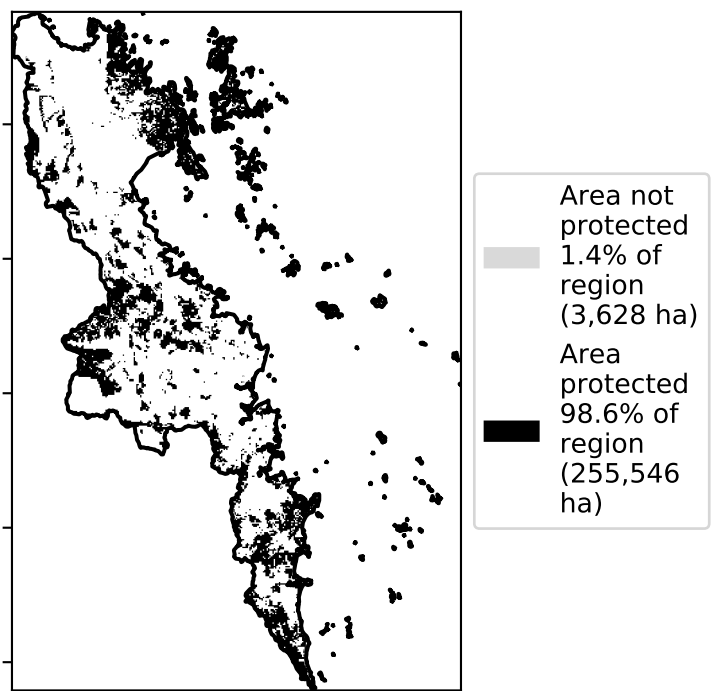 Area not
protected
1.4% of
region
(3,628 ha)
Area
protected
98.6% of
region
(255,546
ha)